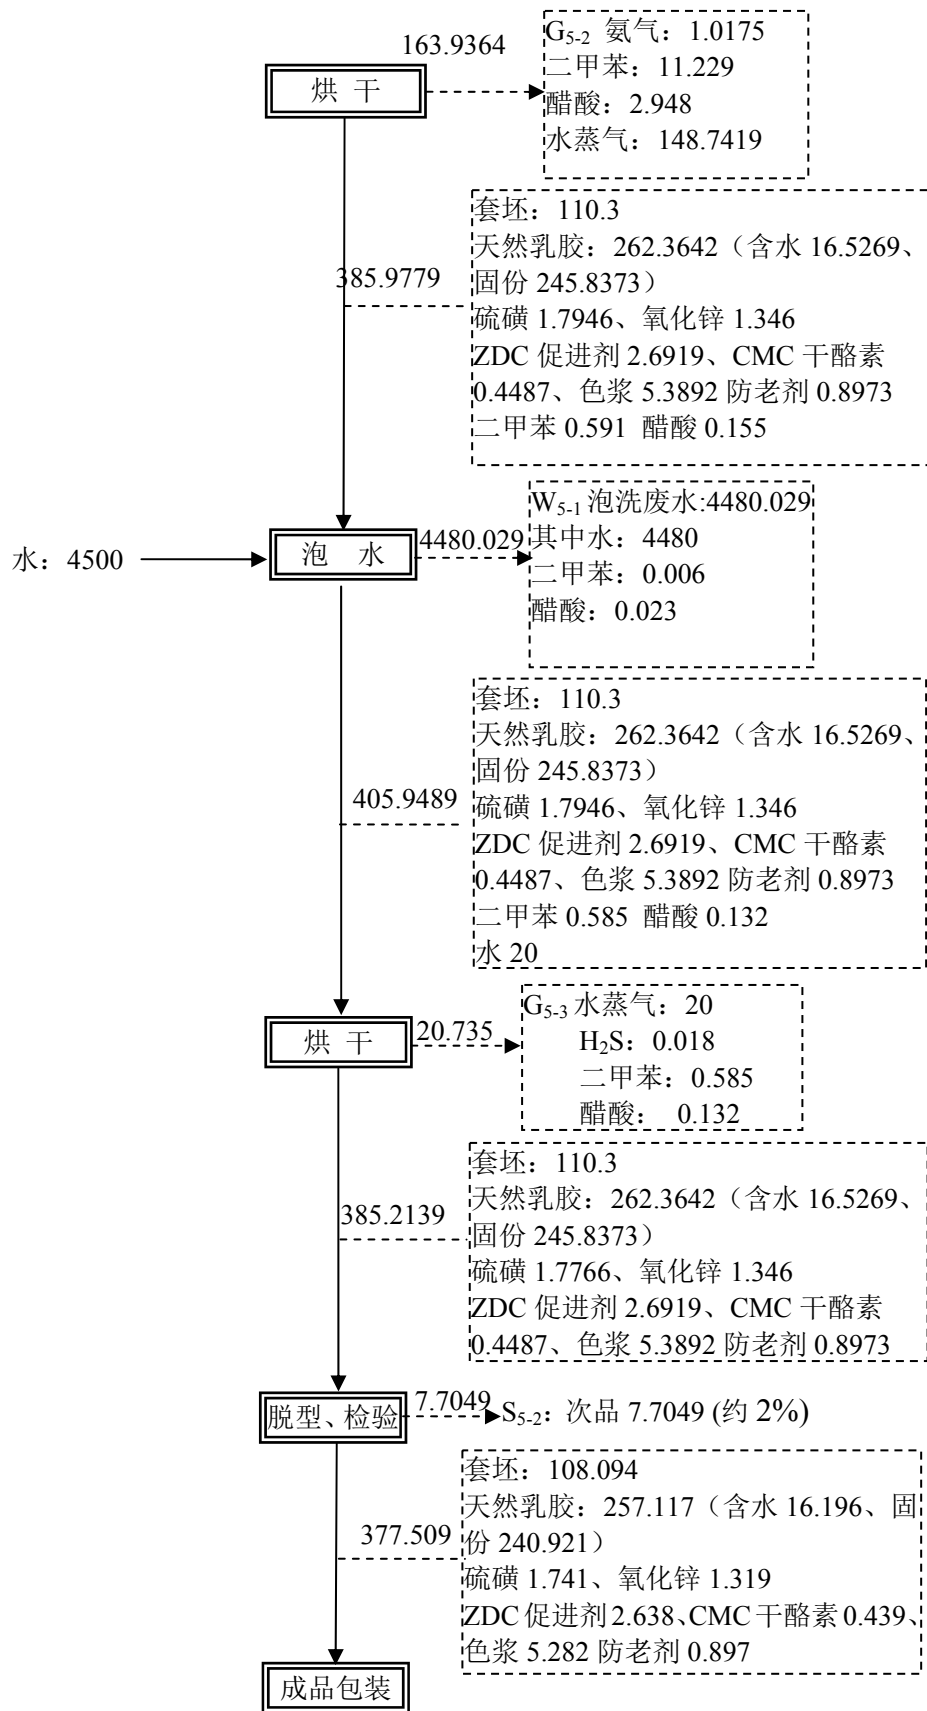 163.9364
G5-2 氨气：1.0175
二甲苯：11.229
醋酸：2.948
水蒸气：148.7419
烘 干
385.9779
套坯：110.3
天然乳胶：262.3642（含水 16.5269、
固份 245.8373）
硫磺 1.7946、氧化锌 1.346
ZDC 促进剂 2.6919、CMC 干酪素
0.4487、色浆 5.3892 防老剂 0.8973
二甲苯 0.591 醋酸 0.155
水：4500
泡 水
4480.029
W5-1 泡洗废水:4480.029
其中水：4480
二甲苯：0.006
醋酸：0.023
405.9489
套坯：110.3
天然乳胶：262.3642（含水 16.5269、
固份 245.8373）
硫磺 1.7946、氧化锌 1.346
ZDC 促进剂 2.6919、CMC 干酪素
0.4487、色浆 5.3892 防老剂 0.8973
二甲苯 0.585 醋酸 0.132
水 20
烘 干
20.735
G5-3 水蒸气：20
H2S：0.018
二甲苯：0.585
醋酸： 0.132
385.2139
套坯：110.3
天然乳胶：262.3642（含水 16.5269、
固份 245.8373）
硫磺 1.7766、氧化锌 1.346
ZDC 促进剂 2.6919、CMC 干酪素
0.4487、色浆 5.3892 防老剂 0.8973
脱型、检验
7.7049
S5-2：次品 7.7049 (约 2%)
377.509
套坯：108.094
天然乳胶：257.117（含水 16.196、固
份 240.921）
硫磺 1.741、氧化锌 1.319
ZDC 促进剂 2.638、CMC 干酪素 0.439、
色浆 5.282 防老剂 0.897
成品包装